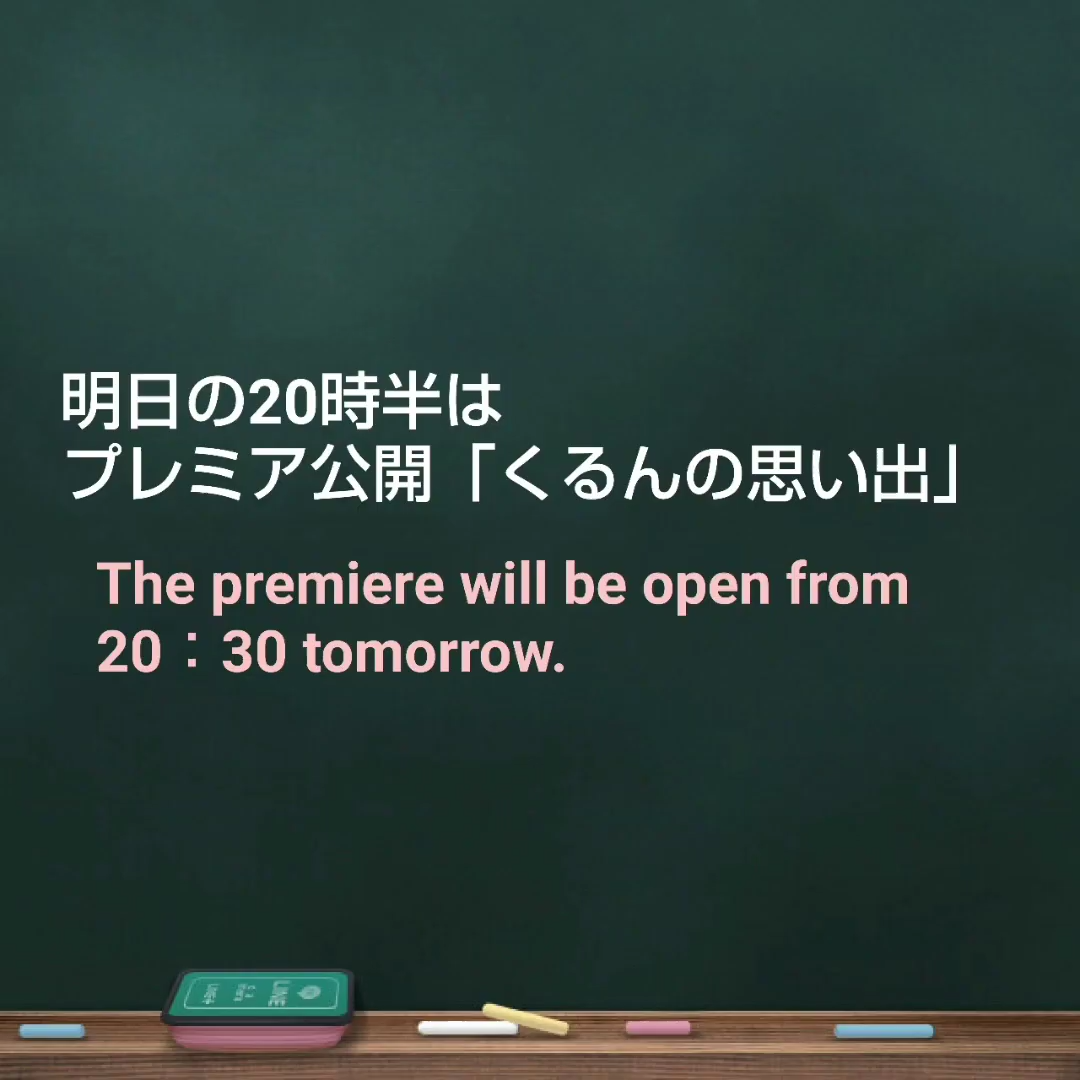 明日の20時半は
プレミア公開「くるんの思い出」
The premiere will be open from
20：30 tomorrow.
LINE